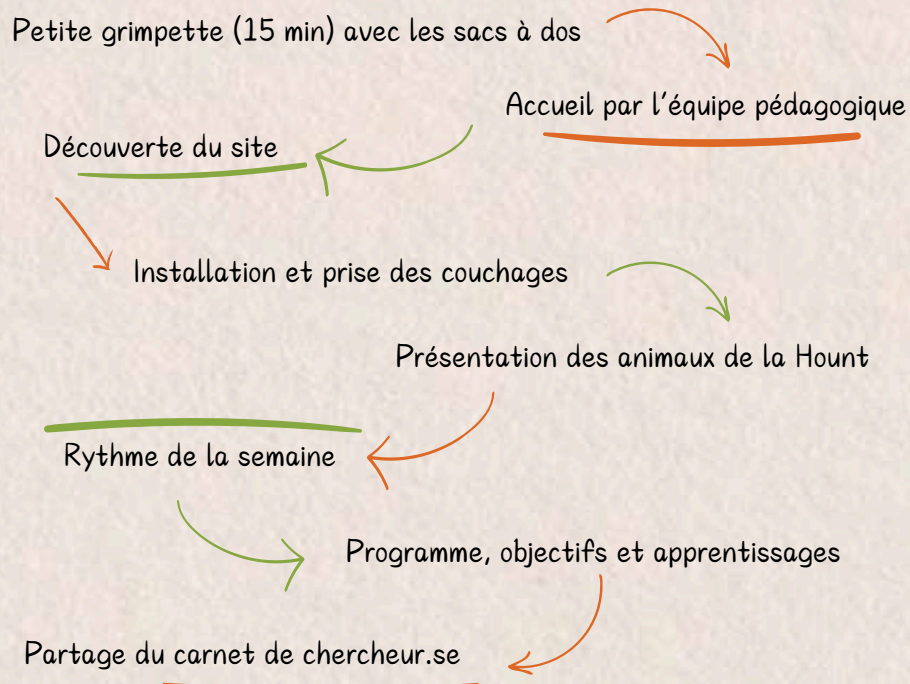 Petite grimpette (15 min) avec les sacs à dos
Accueil par l'équipe pédagogique
Découverte du site
Installation et prise des couchages
Présentation des animaux de la Hount
Rythme de la semaine
Programme, objectifs et apprentissages
Partage du carnet de chercheur.se